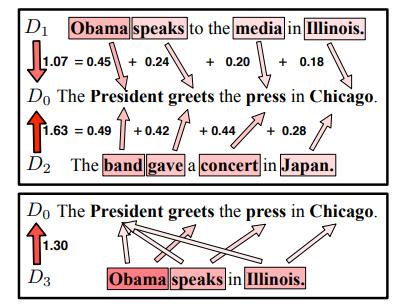 D1 Obama speaks to the media in Illinois.
1.07 = 0.45 + 0.24 + 0.20 + 0.18
D0 The President greets the press in Chicago.
1.63 = 0.49 + 0.42 + 0.44 + 0.28
D2 The band gave a concert in Japan.
D0 The President greets the press in Chicago.
1.30
D3 Obama speaks in Illinois.